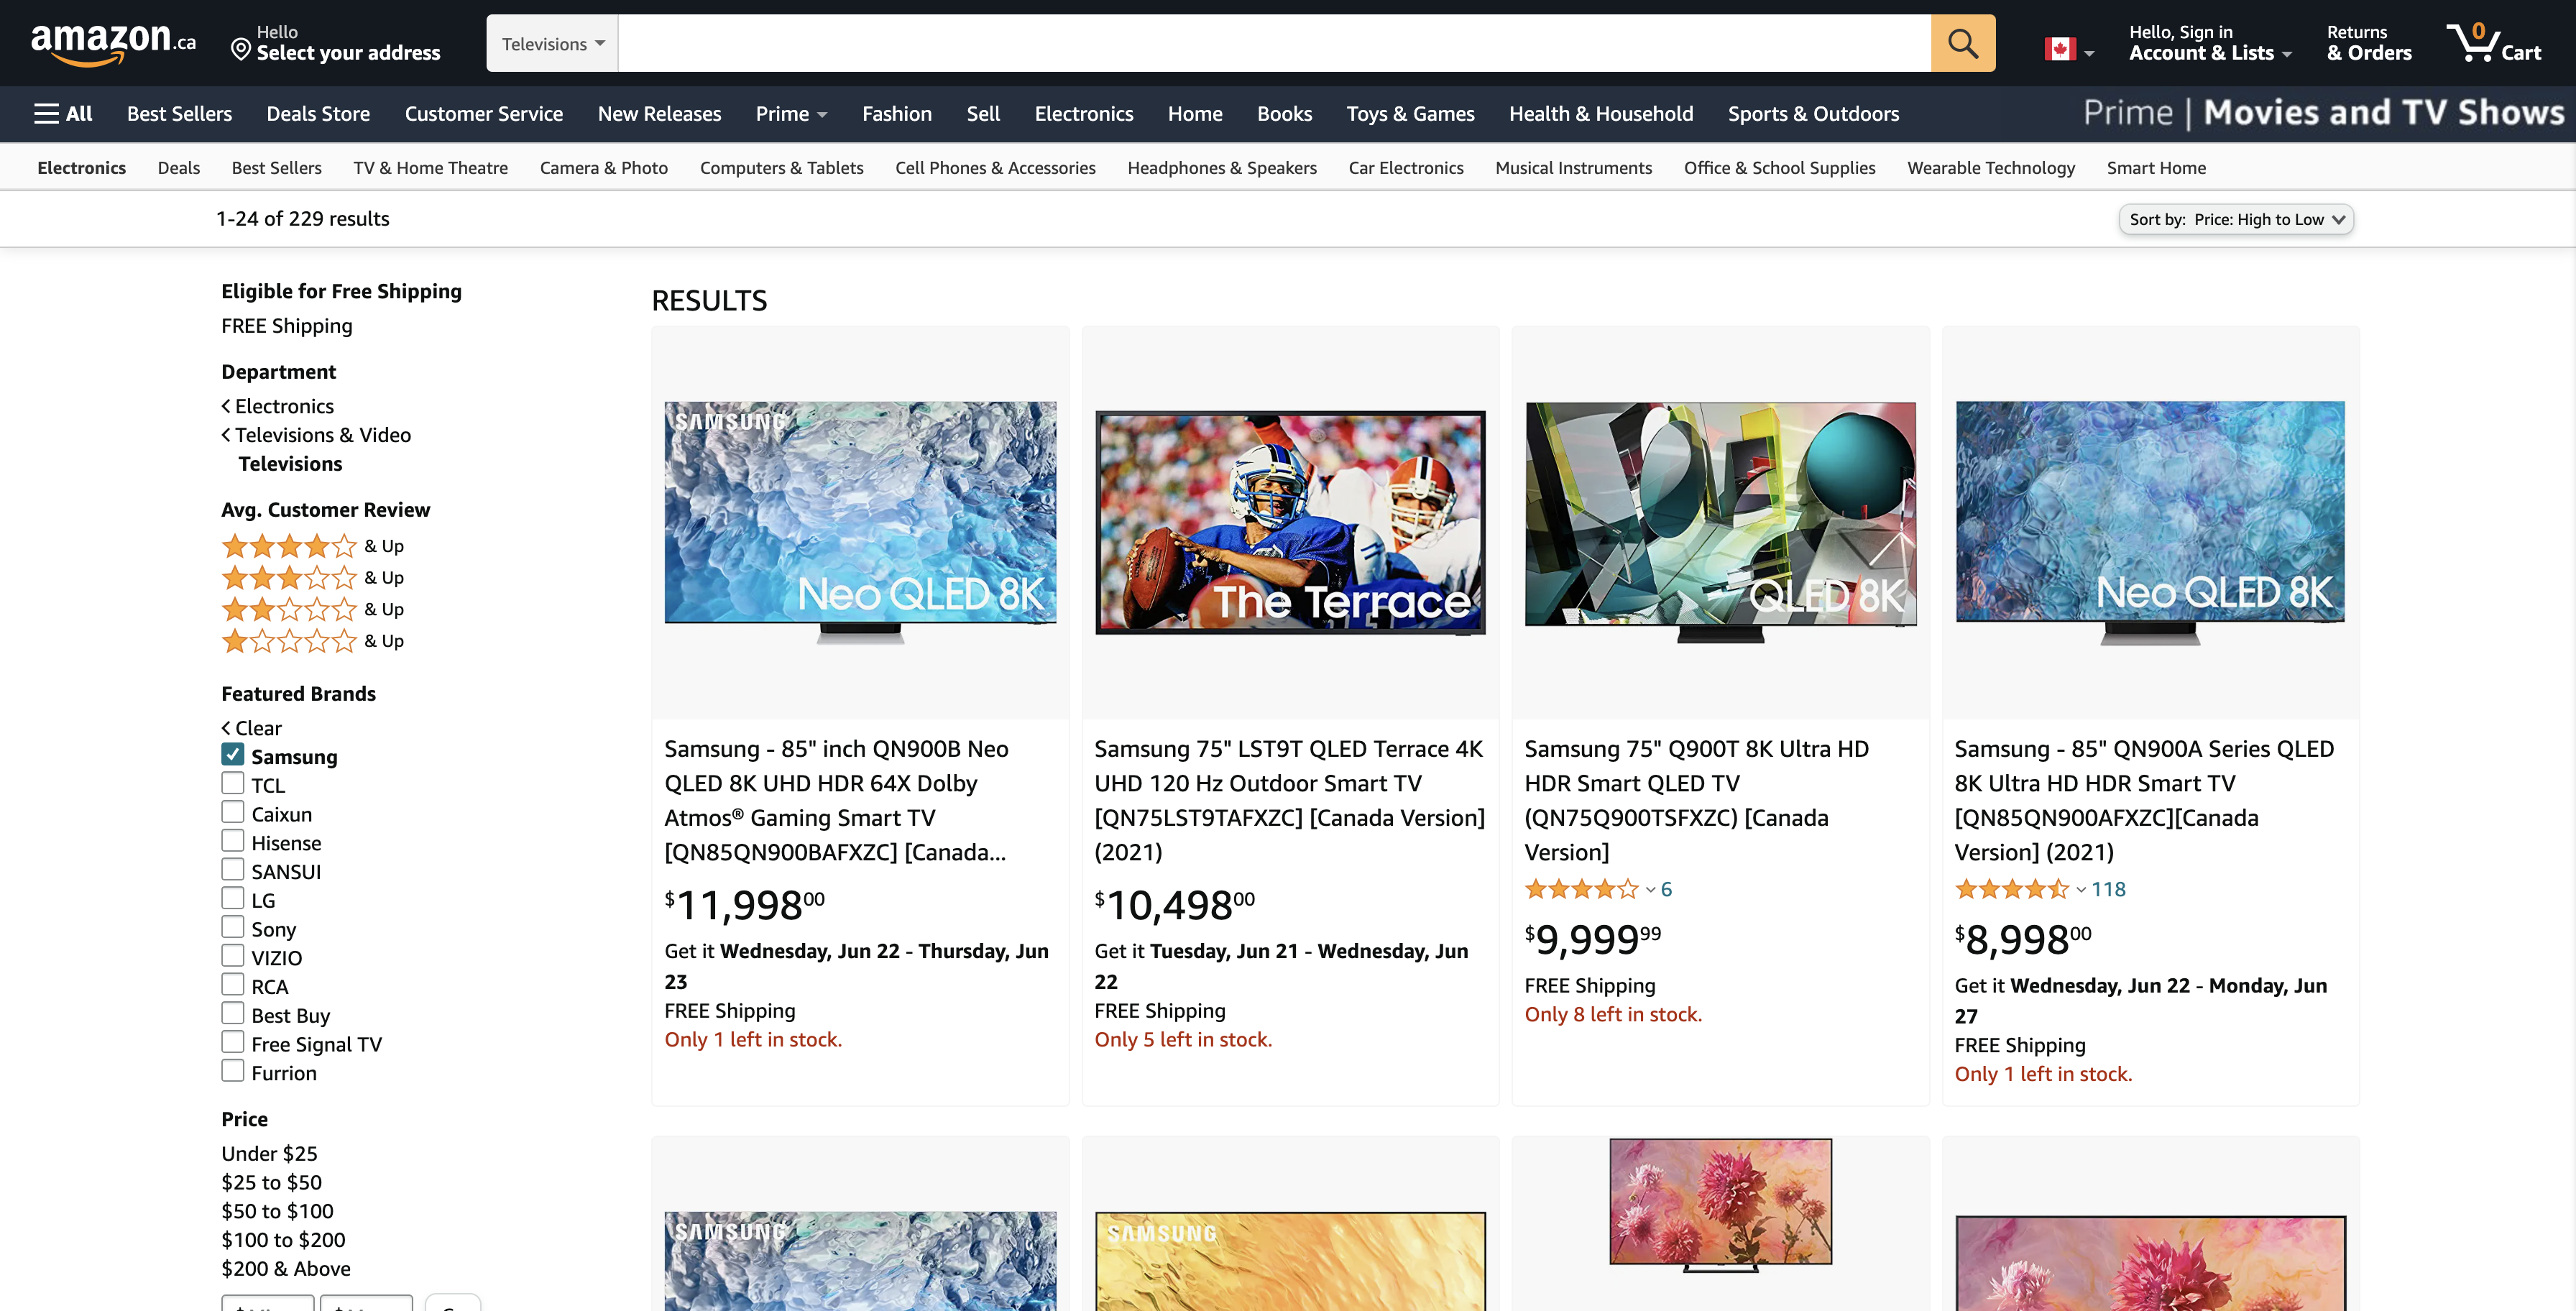 amazon.ca
Hello
Select your address
Televisions
Hello, Sign in
Account & Lists
Returns
& Orders
0
Cart
All
Best Sellers
Deals Store
Customer Service
New Releases
Prime
Fashion
Sell
Electronics
Home
Books
Toys & Games
Health & Household
Sports & Outdoors
Prime | Movies and TV Shows
Electronics
Deals
Best Sellers
TV & Home Theatre
Camera & Photo
Computers & Tablets
Cell Phones & Accessories
Headphones & Speakers
Car Electronics
Musical Instruments
Office & School Supplies
Wearable Technology
Smart Home
1-24 of 229 results
Sort by: Price: High to Low
Eligible for Free Shipping
FREE Shipping
Department
Electronics
Televisions & Video
Televisions
Avg. Customer Review
& Up
& Up
& Up
& Up
Featured Brands
Clear
Samsung
TCL
Caixun
Hisense
SANSUI
LG
Sony
VIZIO
RCA
Best Buy
Free Signal TV
Furrion
Price
Under $25
$25 to $50
$50 to $100
$100 to $200
$200 & Above
RESULTS
SAMSUNG
Neo QLED 8K
Samsung - 85" inch QN900B Neo
QLED 8K UHD HDR 64X Dolby
Atmos® Gaming Smart TV
[QN85QN900BAFXZC] [Canada...
$11,99800
Get it Wednesday, Jun 22 - Thursday, Jun
23
FREE Shipping
Only 1 left in stock.
The Terrace
Samsung 75" LST9T QLED Terrace 4K
UHD 120 Hz Outdoor Smart TV
[QN75LST9TAFXZC] [Canada Version]
(2021)
$10,49800
Get it Tuesday, Jun 21 - Wednesday, Jun
22
FREE Shipping
Only 5 left in stock.
QLED 8K
Samsung 75" Q900T 8K Ultra HD
HDR Smart QLED TV
(QN75Q900TSFXZC) [Canada
Version]
6
$9,99999
FREE Shipping
Only 8 left in stock.
Neo QLED 8K
Samsung - 85" QN900A Series QLED
8K Ultra HD HDR Smart TV
[QN85QN900AFXZC][Canada
Version] (2021)
118
$8,99800
Get it Wednesday, Jun 22 - Monday, Jun
27
FREE Shipping
Only 1 left in stock.
SAMSUNG
SAMSUNG